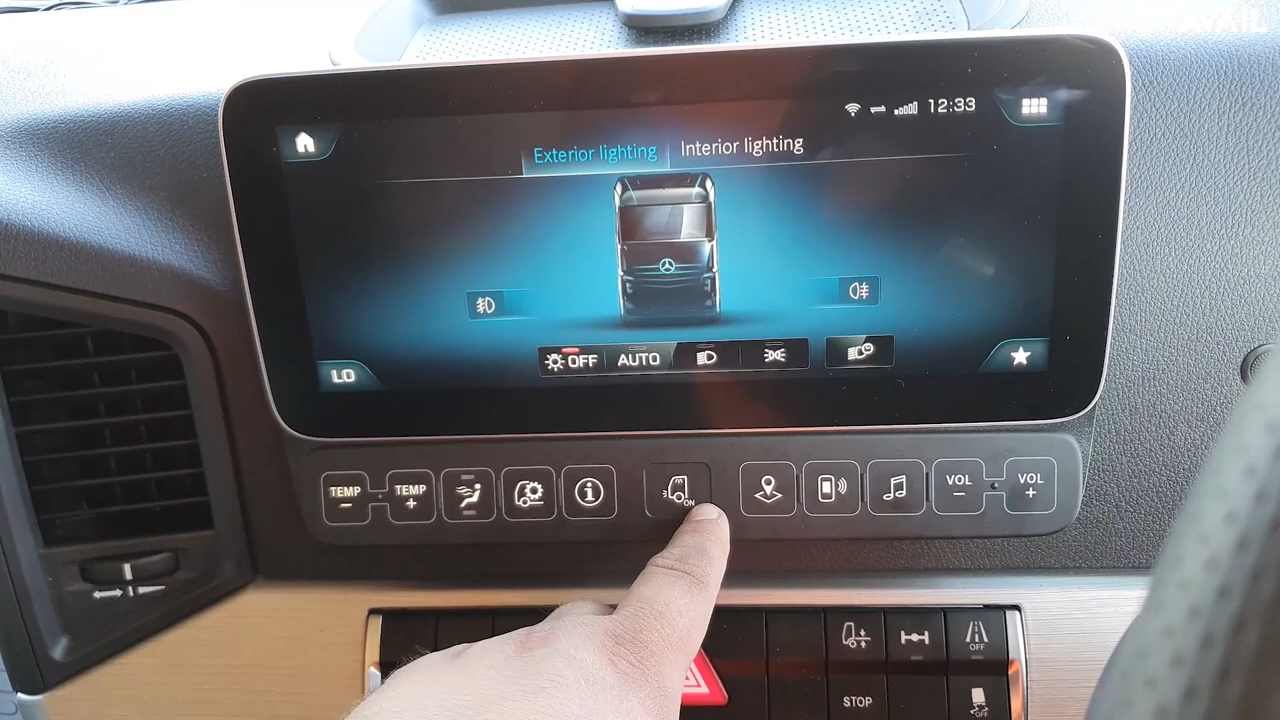 12:33
Exterior lighting
Interior lighting
OFF
AUTO
LO
TEMP
−
TEMP
+
ON
VOL
−
VOL
+
OFF
STOP
OFF